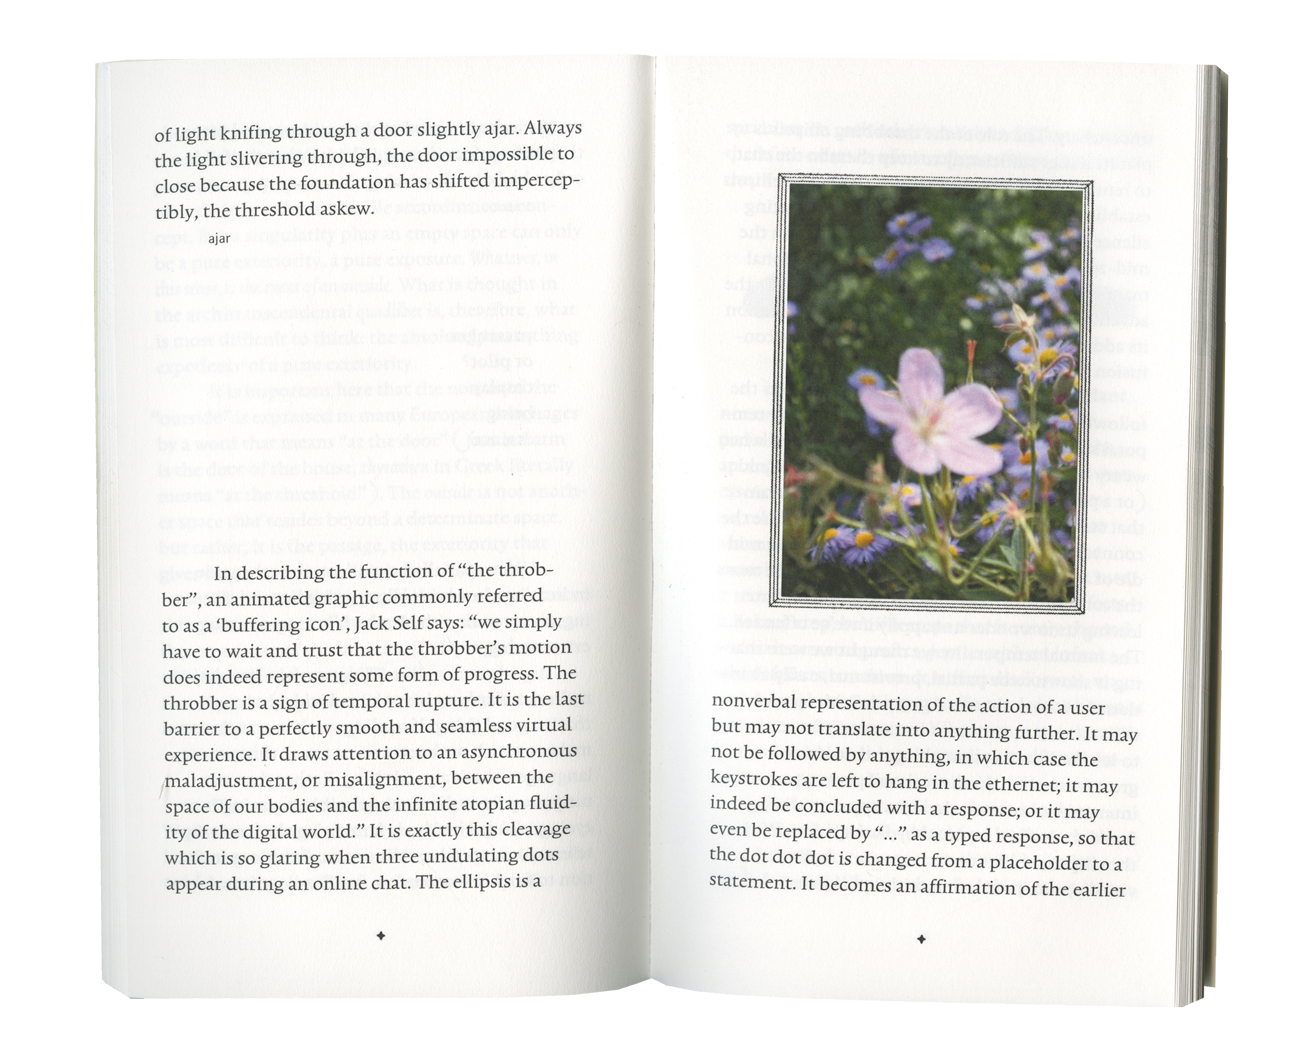 of light knifing through a door slightly ajar. Always
the light slivering through, the door impossible to
close because the foundation has shifted impercep-
tibly, the threshold askew.
ajar
In describing the function of “the throb-
ber”, an animated graphic commonly referred
to as a ‘buffering icon’, Jack Self says: “we simply
have to wait and trust that the throbber’s motion
does indeed represent some form of progress. The
throbber is a sign of temporal rupture. It is the last
barrier to a perfectly smooth and seamless virtual
experience. It draws attention to an asynchronous
maladjustment, or misalignment, between the
space of our bodies and the infinite atopian fluid-
ity of the digital world.” It is exactly this cleavage
which is so glaring when three undulating dots
appear during an online chat. The ellipsis is a
nonverbal representation of the action of a user
but may not translate into anything further. It may
not be followed by anything, in which case the
keystrokes are left to hang in the ethernet; it may
indeed be concluded with a response; or it may
even be replaced by “...” as a typed response, so that
the dot dot dot is changed from a placeholder to a
statement. It becomes an affirmation of the earlier